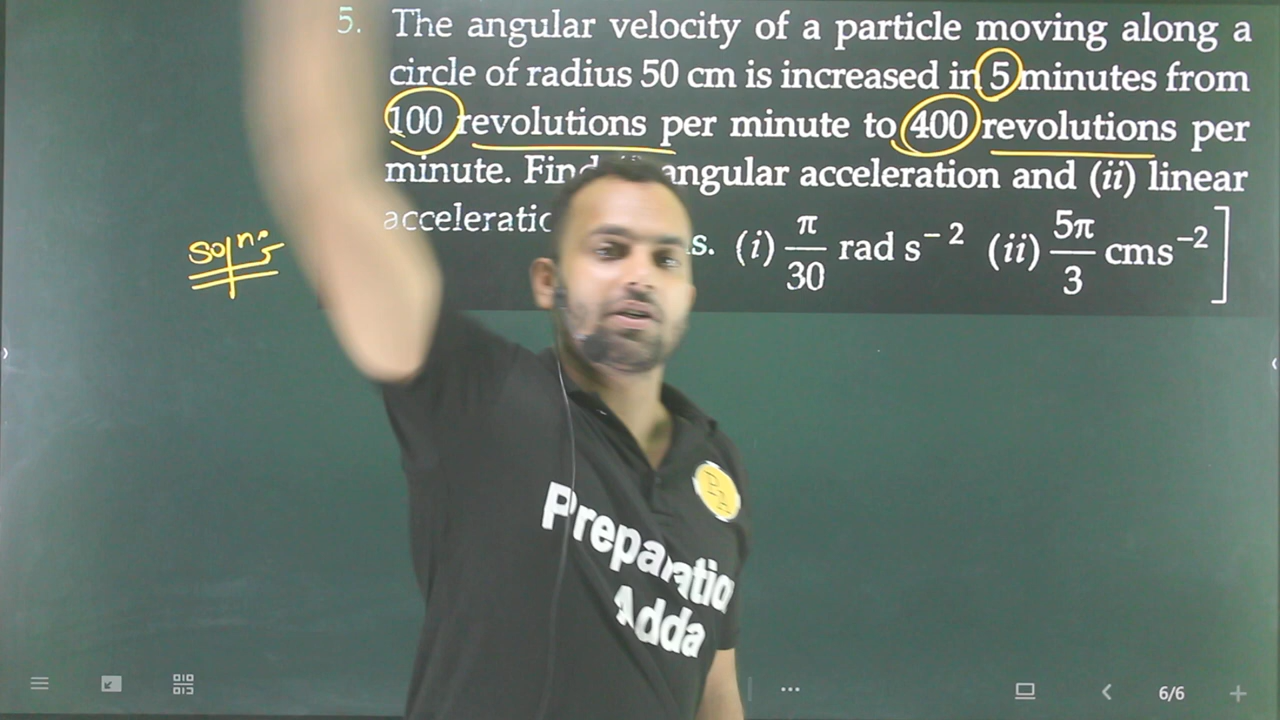 5. The angular velocity of a particle moving along a
circle of radius 50 cm is increased in 5 minutes from
100 revolutions per minute to 400 revolutions per
minute. Find angular acceleration and (ii) linear
s. (i) π/30 rad s⁻² (ii) 5π/3 cms⁻²]
Soln:
Preparatio
Adda
6/6